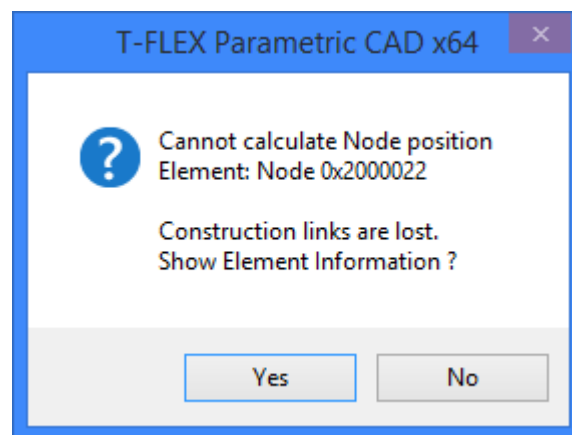 T-FLEX Parametric CAD x64
Cannot calculate Node position
Element: Node 0x2000022
Construction links are lost.
Show Element Information ?
Yes
No